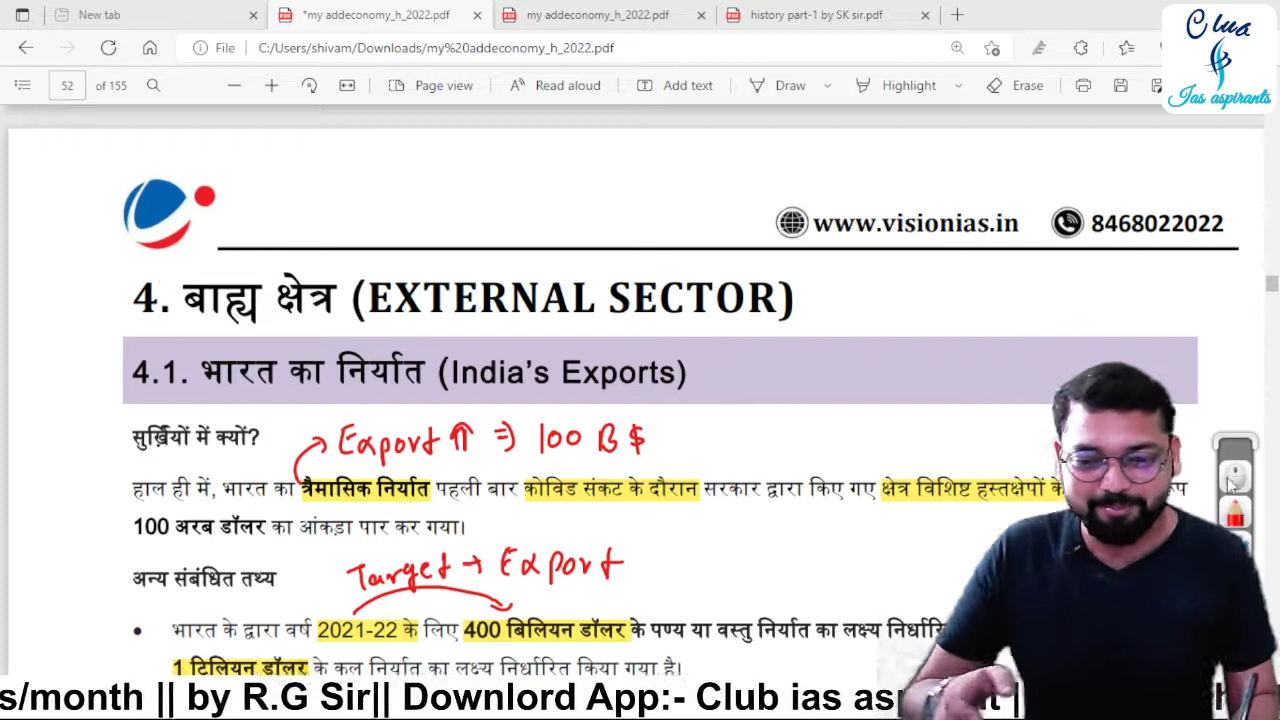 New tab
*my addeconomy_h_2022.pdf
my addeconomy_h_2022.pdf
history part-1 by SK sir.pdf
File
C:/Users/shivam/Downloads/my%20addeconomy_h_2022.pdf
52 of 155
Page view
Read aloud
Add text
Draw
Highlight
Erase
Club
Ias aspirants
www.visionias.in
8468022022
4. बाह्य क्षेत्र (EXTERNAL SECTOR)
4.1. भारत का निर्यात (India's Exports)
सुर्ख़ियों में क्यों?
Export ⇑ ⇒ 100 B $
हाल ही में, भारत का त्रैमासिक निर्यात पहली बार कोविड संकट के दौरान सरकार द्वारा किए गए क्षेत्र विशिष्ट हस्तक्षेपों के
100 अरब डॉलर का आंकड़ा पार कर गया।
Target → Export
अन्य संबंधित तथ्य
• भारत के द्वारा वर्ष 2021-22 के लिए 400 बिलियन डॉलर के पण्य या वस्तु निर्यात का लक्ष्य
1 टिलियन डॉलर के कुल निर्यात का लक्ष्य निर्धारित किया गया है।
s/month || by R.G Sir|| Downlord App:- Club ias